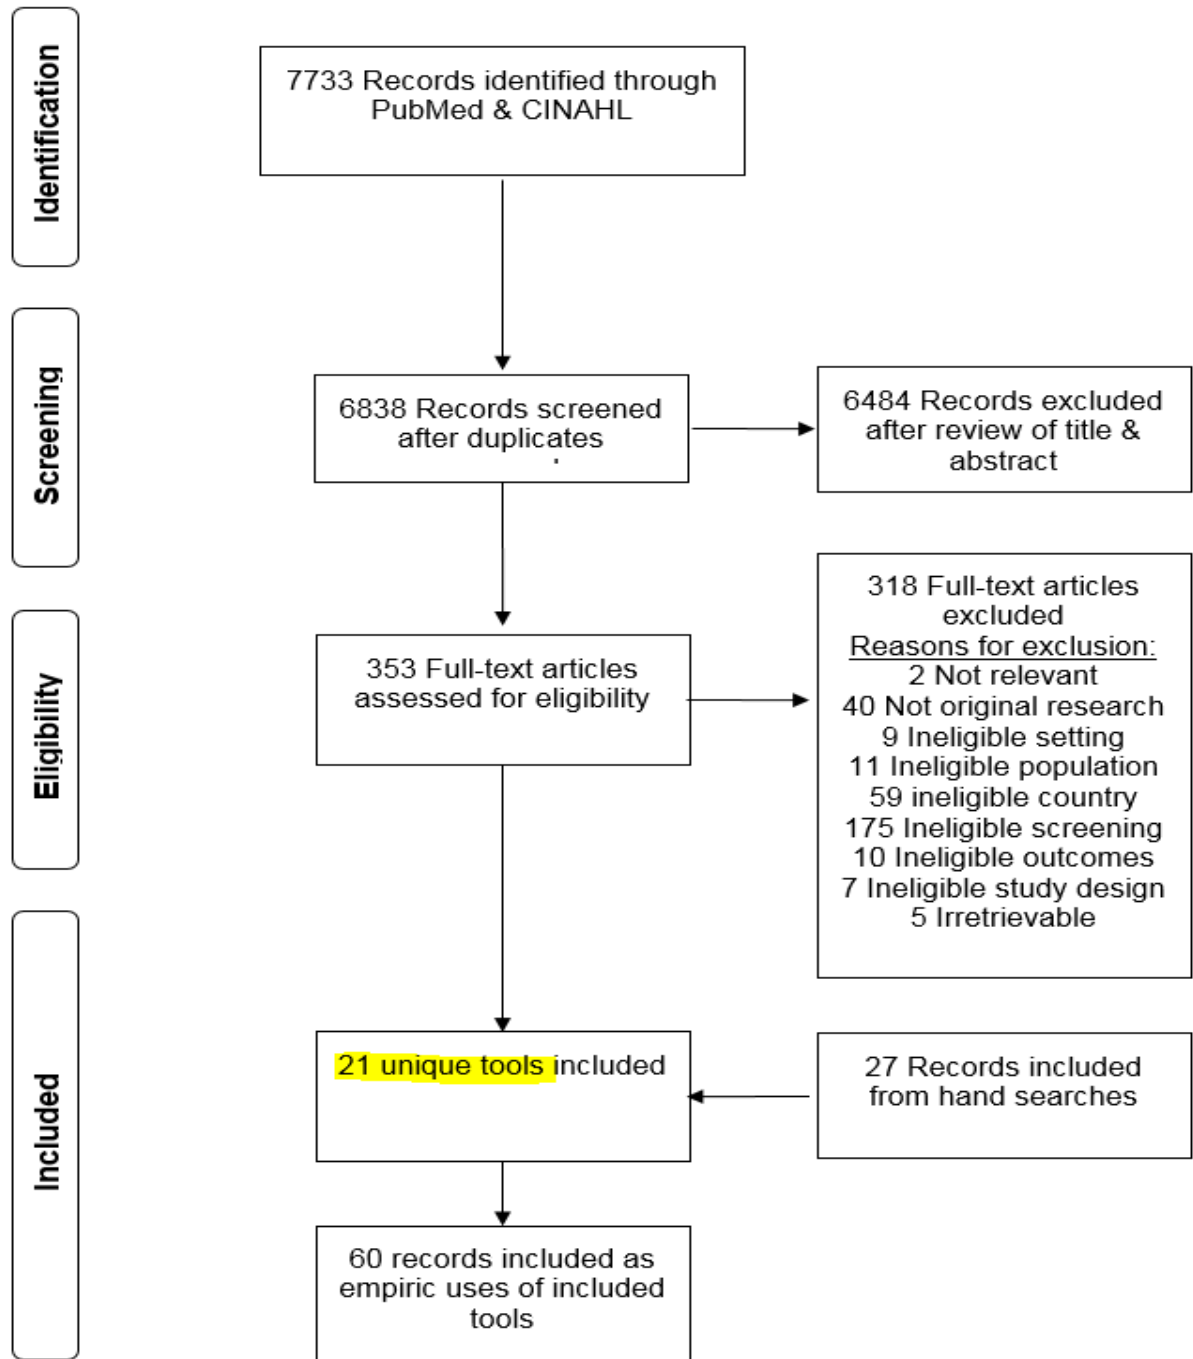 Identification
7733 Records identified through
PubMed & CINAHL
Screening
6838 Records screened
after duplicates
6484 Records excluded
after review of title &
abstract
Eligibility
353 Full-text articles
assessed for eligibility
318 Full-text articles
excluded
Reasons for exclusion:
2 Not relevant
40 Not original research
9 Ineligible setting
11 Ineligible population
59 ineligible country
175 Ineligible screening
10 Ineligible outcomes
7 Ineligible study design
5 Irretrievable
Included
21 unique tools included
27 Records included
from hand searches
60 records included as
empiric uses of included
tools